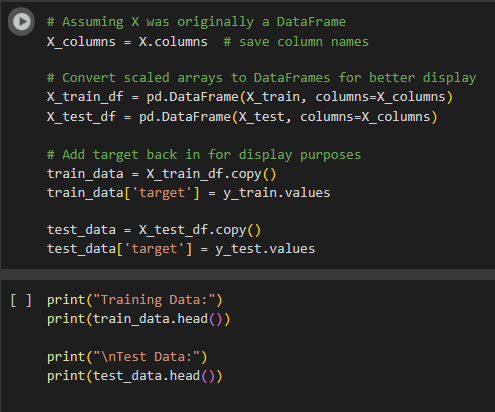 # Assuming X was originally a DataFrame
X_columns = X.columns  # save column names

# Convert scaled arrays to DataFrames for better display
X_train_df = pd.DataFrame(X_train, columns=X_columns)
X_test_df = pd.DataFrame(X_test, columns=X_columns)

# Add target back in for display purposes
train_data = X_train_df.copy()
train_data['target'] = y_train.values

test_data = X_test_df.copy()
test_data['target'] = y_test.values

[ ] print("Training Data:")
print(train_data.head())

print("\nTest Data:")
print(test_data.head())